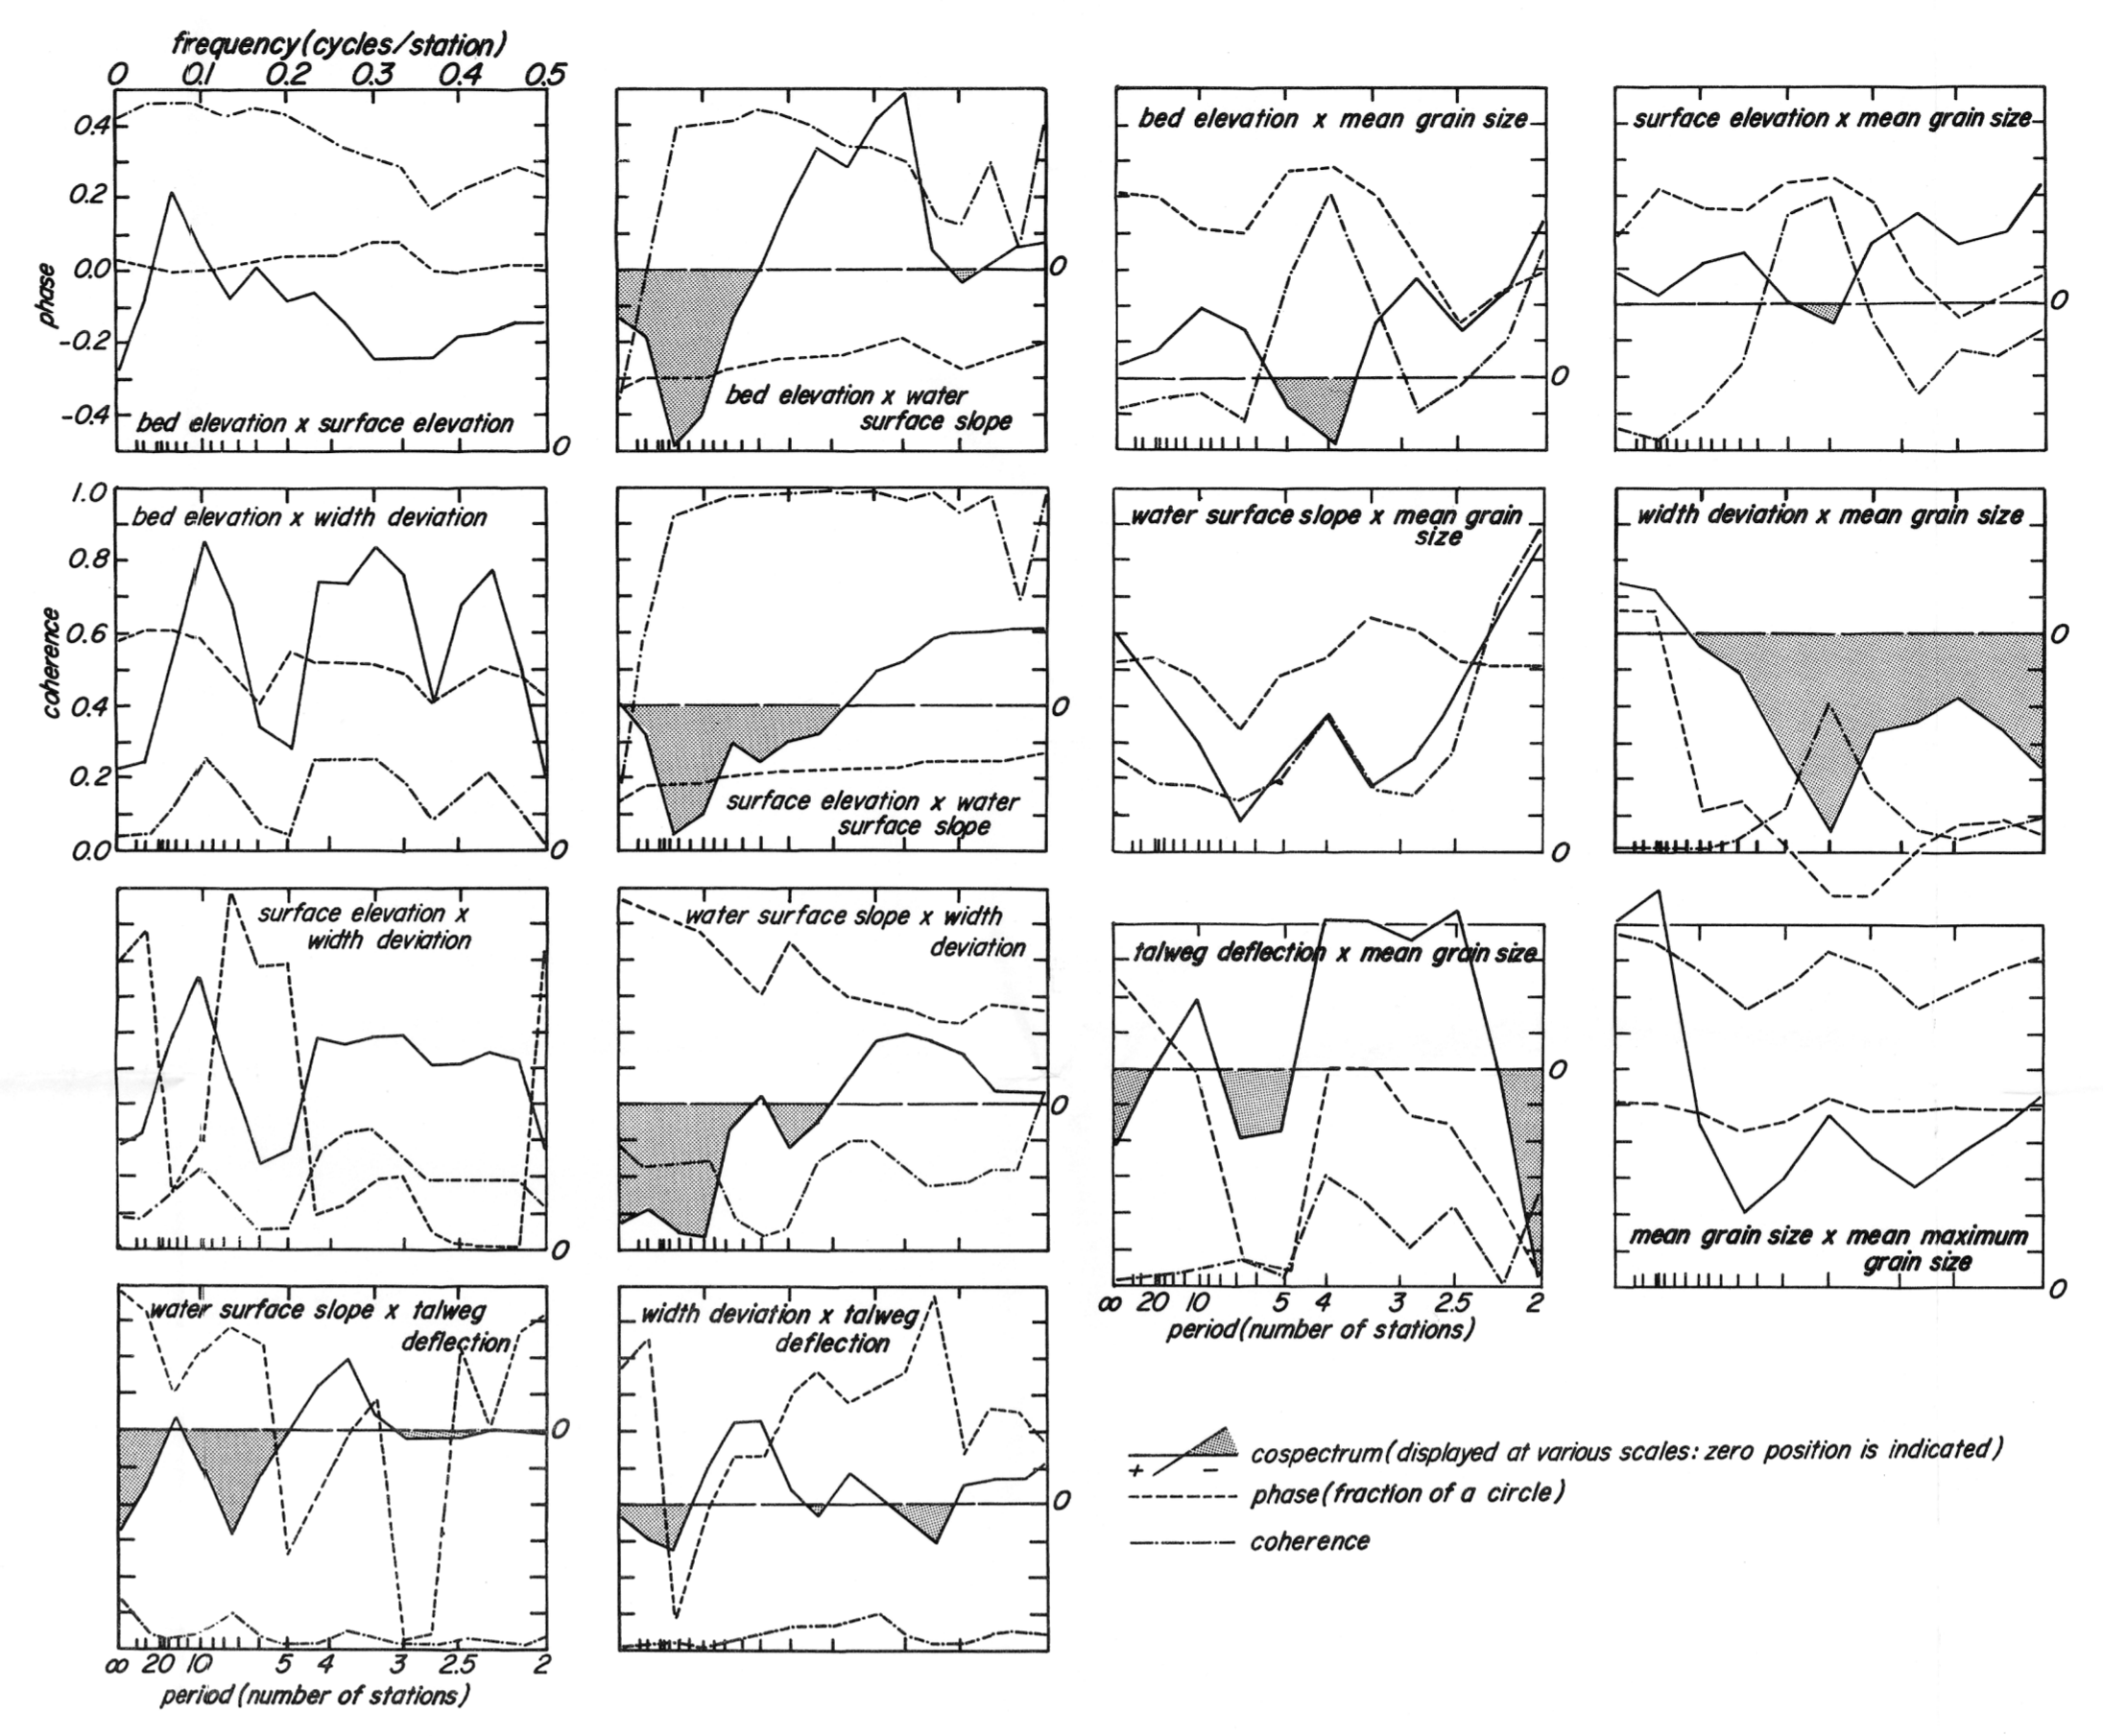 frequency (cycles/station)
0 0.1 0.2 0.3 0.4 0.5
phase
0.4
0.2
0.0
-0.2
-0.4
bed elevation x surface elevation
0
bed elevation x water
surface slope
0
bed elevation x mean grain size
0
surface elevation x mean grain size
0
coherence
1.0
0.8
0.6
0.4
0.2
0.0
bed elevation x width deviation
0
surface elevation x water
surface slope
0
water surface slope x mean grain
size
0
width deviation x mean grain size
0
surface elevation x
width deviation
0
water surface slope x width
deviation
0
talweg deflection x mean grain size
0
∞ 20 10 5 4 3 2.5 2
period (number of stations)
mean grain size x mean maximum
grain size
0
water surface slope x talweg
deflection
0
∞ 20 10 5 4 3 2.5 2
period (number of stations)
width deviation x talweg
deflection
0
+ − cospectrum (displayed at various scales: zero position is indicated)
phase (fraction of a circle)
coherence